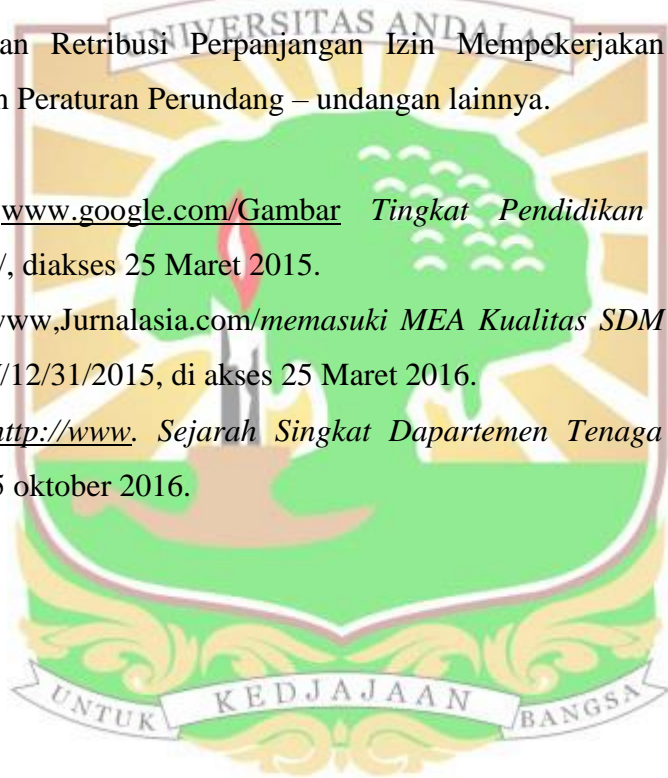 UNIVERSITAS ANDALAS
an Retribusi Perpanjangan Izin Mempekerjakan
n Peraturan Perundang – undangan lainnya.
www.google.com/Gambar Tingkat Pendidikan
/, diakses 25 Maret 2015.
www,Jurnalasia.com/memasuki MEA Kualitas SDM
/12/31/2015, di akses 25 Maret 2016.
http://www. Sejarah Singkat Dapartemen Tenaga
5 oktober 2016.
UNTUK KEDJAJAAN BANGSA